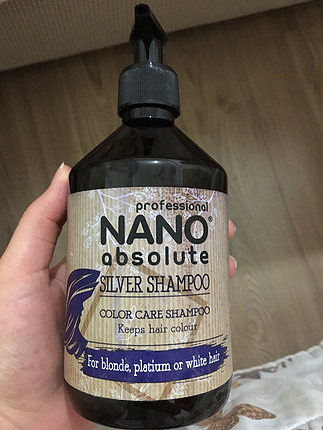 professional
NANO®
absolute
SILVER SHAMPOO
COLOR CARE SHAMPOO
Keeps hair colour
For blonde, platium or white hair